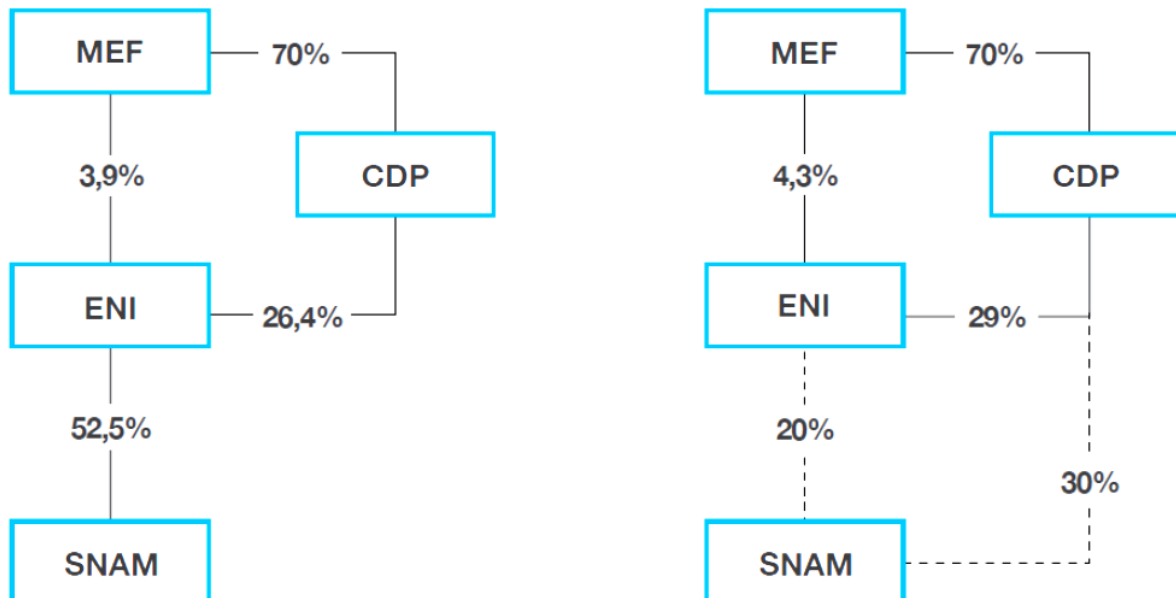 MEF
70%
CDP
3,9%
ENI
26,4%
52,5%
SNAM
MEF
70%
CDP
4,3%
ENI
29%
20%
30%
SNAM